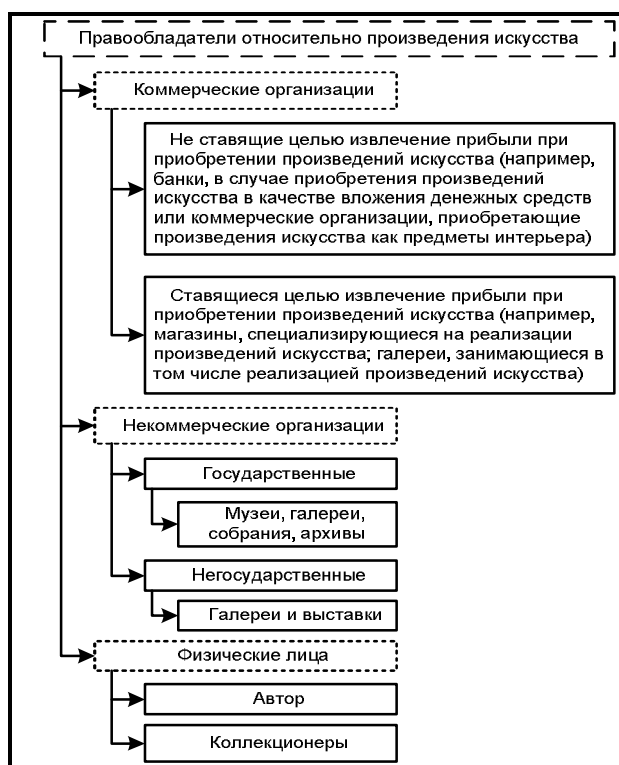 Правообладатели относительно произведения искусства
Коммерческие организации
Не ставящие целью извлечение прибыли при
приобретении произведений искусства (например,
банки, в случае приобретения произведений
искусства в качестве вложения денежных средств
или коммерческие организации, приобретающие
произведения искусства как предметы интерьера)
Ставящиеся целью извлечение прибыли при
приобретении произведений искусства (например,
магазины, специализирующиеся на реализации
произведений искусства; галереи, занимающиеся в
том числе реализацией произведений искусства)
Некоммерческие организации
Государственные
Музеи, галереи,
собрания, архивы
Негосударственные
Галереи и выставки
Физические лица
Автор
Коллекционеры